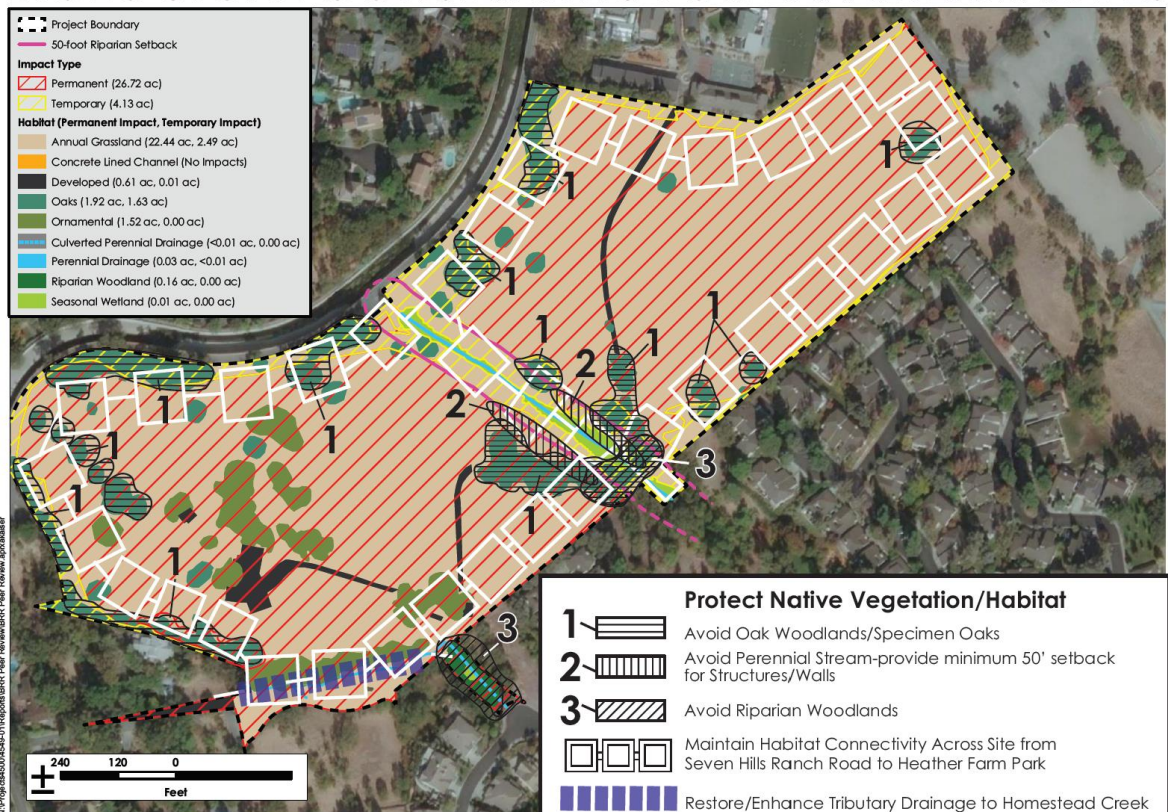 Project Boundary
50-foot Riparian Setback
Impact Type
Permanent (26.72 ac)
Temporary (4.13 ac)
Habitat (Permanent Impact, Temporary Impact)
Annual Grassland (22.44 ac, 2.49 ac)
Concrete Lined Channel (No Impacts)
Developed (0.61 ac, 0.01 ac)
Oaks (1.92 ac, 1.63 ac)
Ornamental (1.52 ac, 0.00 ac)
Culverted Perennial Drainage (<0.01 ac, 0.00 ac)
Perennial Drainage (0.03 ac, <0.01 ac)
Riparian Woodland (0.16 ac, 0.00 ac)
Seasonal Wetland (0.01 ac, 0.00 ac)
1
1
1
1
1
1
2
2
1
1
1
3
1
1
1
3
240 120 0
Feet
Protect Native Vegetation/Habitat
1 Avoid Oak Woodlands/Specimen Oaks
2 Avoid Perennial Stream-provide minimum 50' setback
for Structures/Walls
3 Avoid Riparian Woodlands
Maintain Habitat Connectivity Across Site from
Seven Hills Ranch Road to Heather Farm Park
Restore/Enhance Tributary Drainage to Homestead Creek